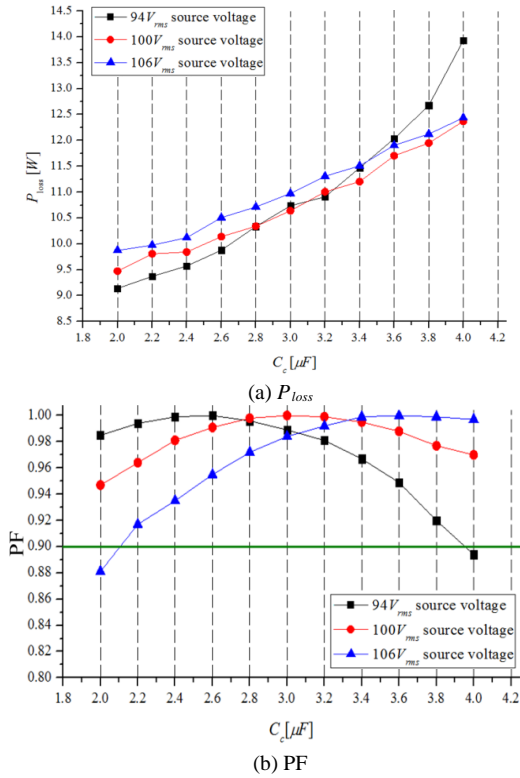 14.5
14.0
13.5
13.0
12.5
12.0
11.5
11.0
10.5
10.0
9.5
9.0
8.5
P_loss [W]
94V_rms source voltage
100V_rms source voltage
106V_rms source voltage
1.8 2.0 2.2 2.4 2.6 2.8 3.0 3.2 3.4 3.6 3.8 4.0 4.2
C_c [μF]
(a) P_loss
1.00
0.98
0.96
0.94
0.92
0.90
0.88
0.86
0.84
0.82
0.80
PF
94V_rms source voltage
100V_rms source voltage
106V_rms source voltage
1.8 2.0 2.2 2.4 2.6 2.8 3.0 3.2 3.4 3.6 3.8 4.0 4.2
C_c [μF]
(b) PF